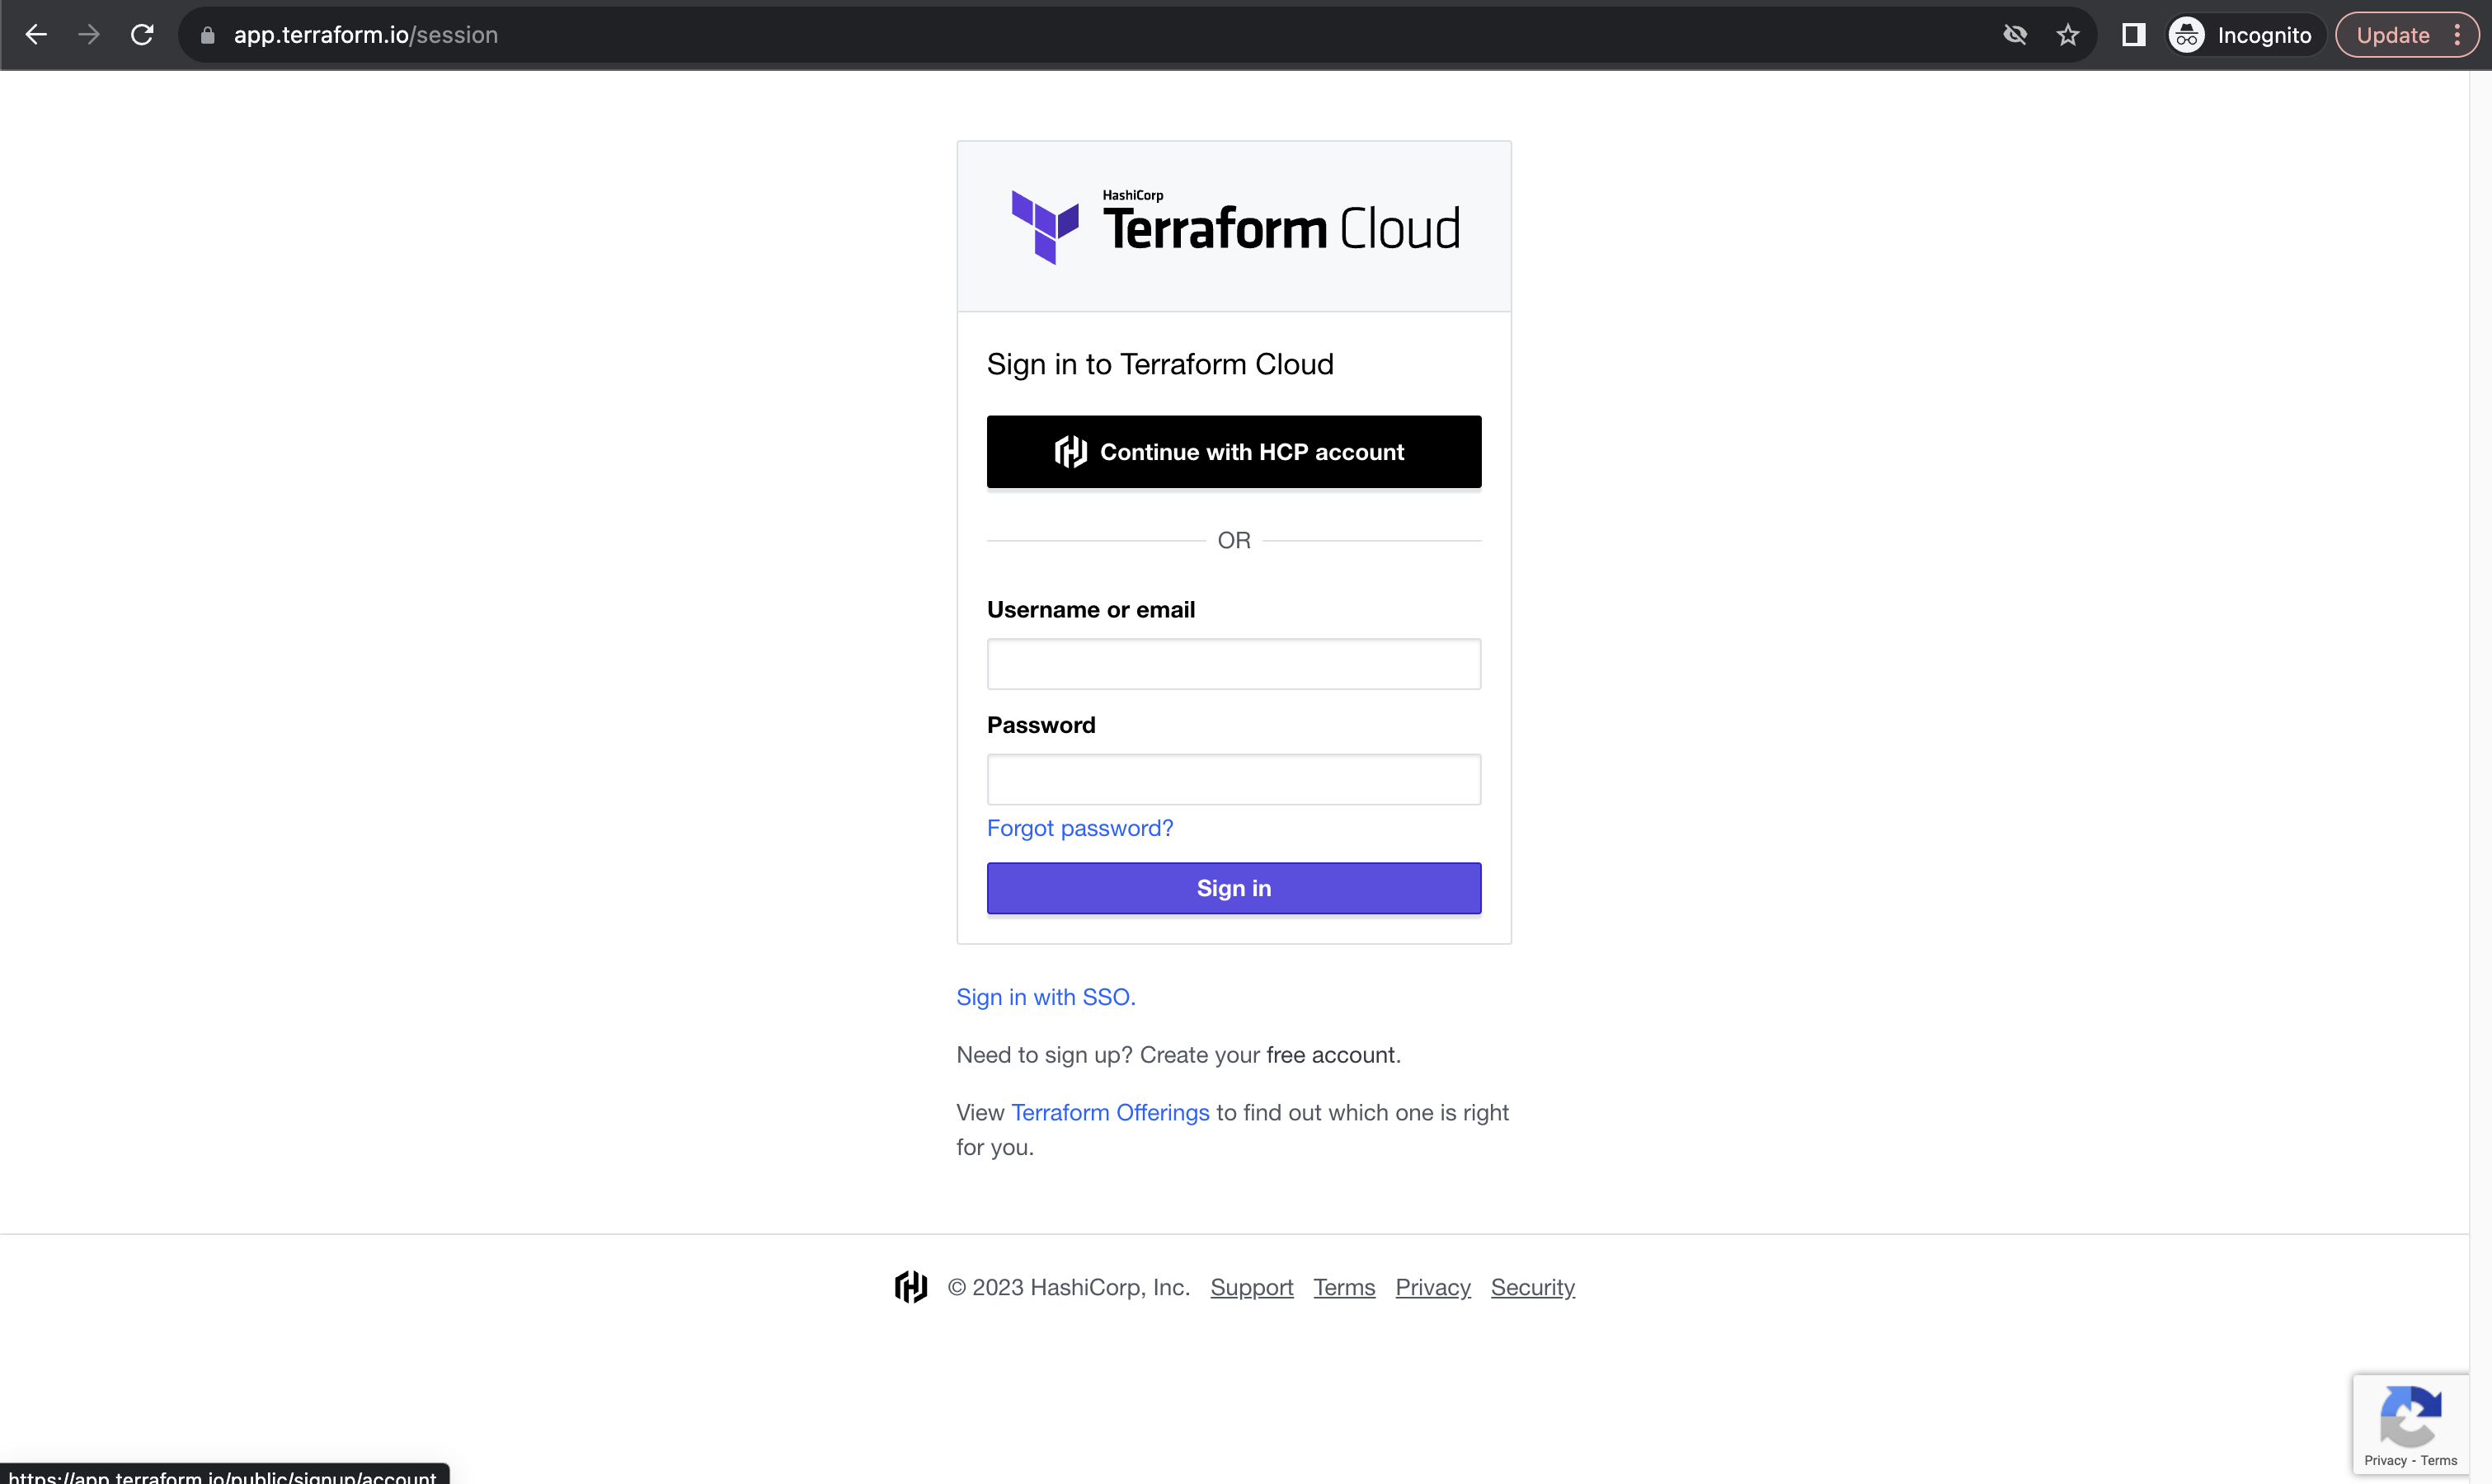 app.terraform.io/session
Incognito
Update
HashiCorp
Terraform Cloud
Sign in to Terraform Cloud
Continue with HCP account
OR
Username or email
Password
Forgot password?
Sign in
Sign in with SSO.
Need to sign up? Create your free account.
View Terraform Offerings to find out which one is right
for you.
© 2023 HashiCorp, Inc. Support Terms Privacy Security
Privacy - Terms
https://app.terraform.io/public/signup/account